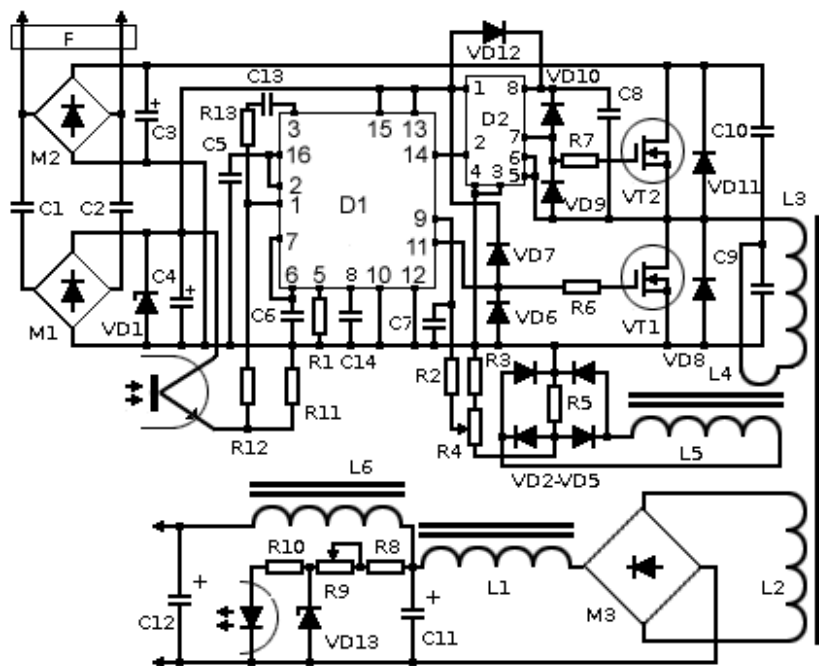 F
VD12
C13
VD10
C8
1 8
R13
D2
C3
C10
3 15 13
7
R7
M2
C5
16
14
2
6
4 3 5
VT2
VD11
2
1
D1
VD9
L3
C1
C2
9
7
11
VD7
C9
C4
6 5 8 10 12
R6
VD6
C6
C7
M1
VD1
VT1
R1
C14
VD8
R2
R3
L4
R11
R5
R12
R4
L5
L6
VD2-VD5
R10
R8
R9
L1
L2
+
+
+
+
M3
C12
VD13
C11